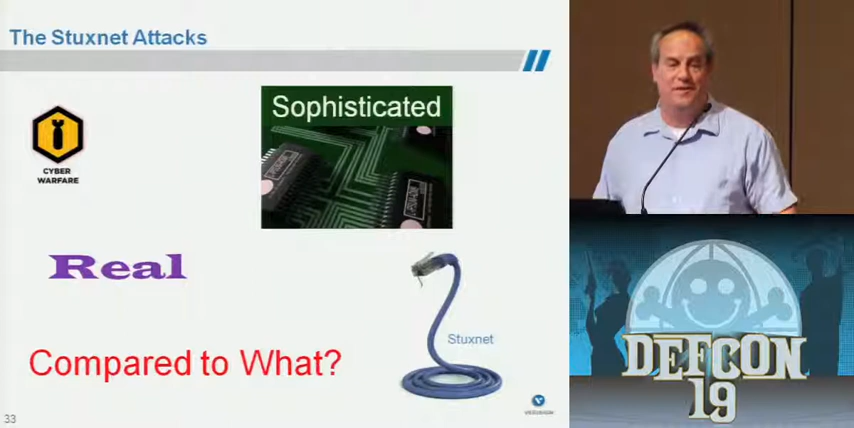 The Stuxnet Attacks
Sophisticated
CYBER
WARFARE
Real
Stuxnet
Compared to What?
33
DEFCON
19